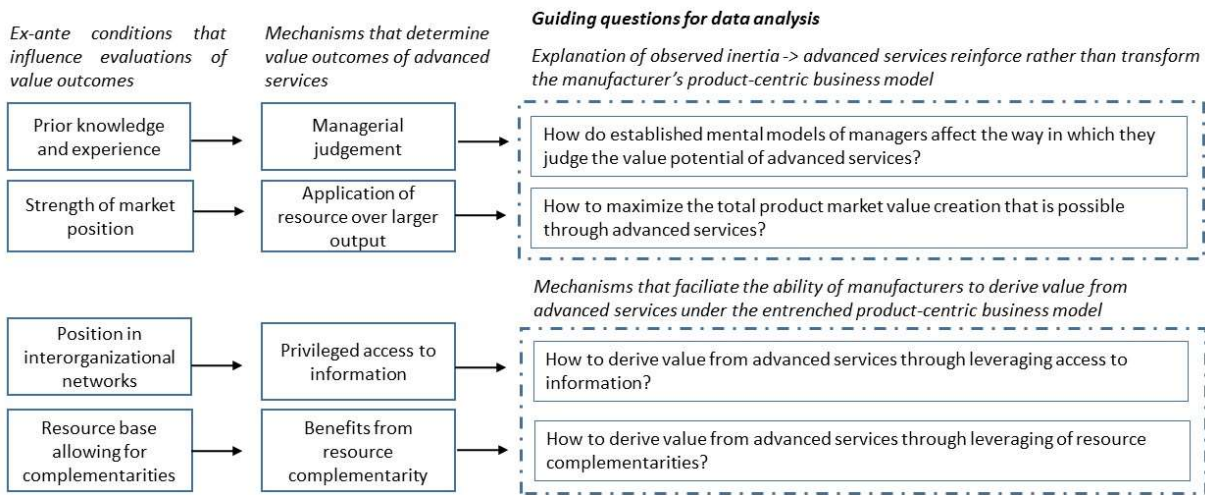 Guiding questions for data analysis
Ex-ante conditions that
influence evaluations of
value outcomes
Mechanisms that determine
value outcomes of advanced
services
Explanation of observed inertia -> advanced services reinforce rather than transform
the manufacturer's product-centric business model
Prior knowledge
and experience
Managerial
judgement
How do established mental models of managers affect the way in which they
judge the value potential of advanced services?
Strength of market
position
Application of
resource over larger
output
How to maximize the total product market value creation that is possible
through advanced services?
Mechanisms that facilitate the ability of manufacturers to derive value from
advanced services under the entrenched product-centric business model
Position in
interorganizational
networks
Privileged access to
information
How to derive value from advanced services through leveraging access to
information?
Resource base
allowing for
complementarities
Benefits from
resource
complementarity
How to derive value from advanced services through leveraging of resource
complementarities?